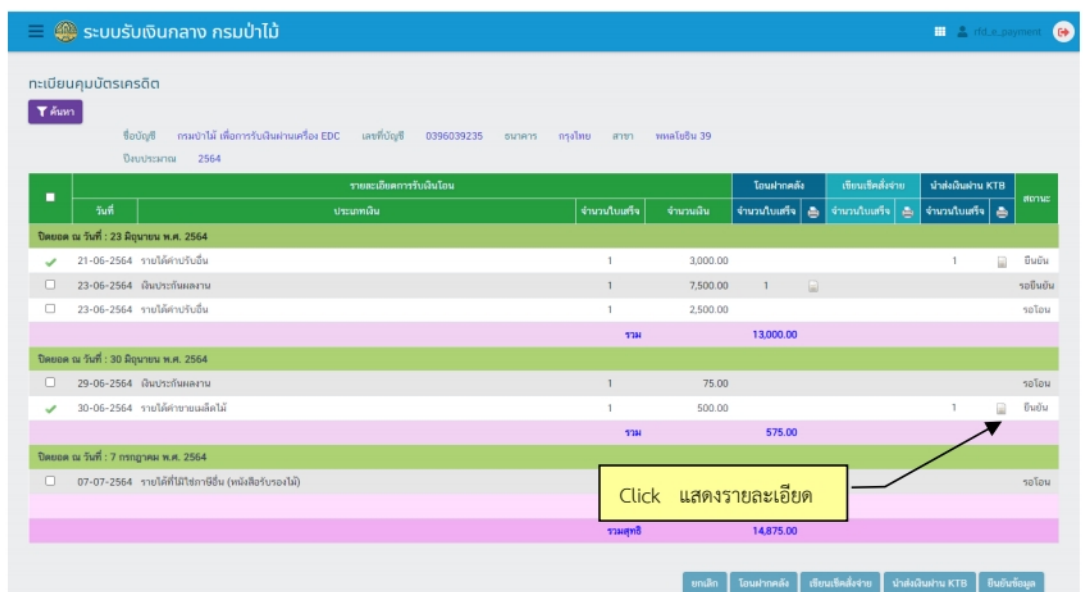 ระบบรับเงินกลาง กรมป่าไม้
rfd_e_payment
ทะเบียนคุมบัตรเครดิต
ค้นหา
ชื่อบัญชี กรมป่าไม้ เพื่อการรับเงินผ่านเครื่อง EDC เลขที่บัญชี 0396039235 ธนาคาร กรุงไทย สาขา พหลโยธิน 39
ปีงบประมาณ 2564
รายละเอียดการรับเงินโอน โอนฝากคลัง เขียนเช็คสั่งจ่าย นำส่งเงินผ่าน KTB สถานะ
วันที่ ประเภทเงิน จำนวนใบเสร็จ จำนวนเงิน จำนวนใบเสร็จ จำนวนใบเสร็จ จำนวนใบเสร็จ
ปิดยอด ณ วันที่ : 23 มิถุนายน พ.ศ. 2564
21-06-2564 รายได้ค่าปรับอื่น 1 3,000.00 1 ยืนยัน
23-06-2564 เงินประกันผลงาน 1 7,500.00 1 รอยืนยัน
23-06-2564 รายได้ค่าปรับอื่น 1 2,500.00 รอโอน
รวม 13,000.00
ปิดยอด ณ วันที่ : 30 มิถุนายน พ.ศ. 2564
29-06-2564 เงินประกันผลงาน 1 75.00 รอโอน
30-06-2564 รายได้ค่าขายเมล็ดไม้ 1 500.00 1 ยืนยัน
รวม 575.00
ปิดยอด ณ วันที่ : 7 กรกฎาคม พ.ศ. 2564
07-07-2564 รายได้ที่ไม่ใช่ภาษีอื่น (หนังสือรับรองไม้) รอโอน
Click แสดงรายละเอียด
รวมสุทธิ 14,875.00
ยกเลิก โอนฝากคลัง เขียนเช็คสั่งจ่าย นำส่งเงินผ่าน KTB ยืนยันข้อมูล